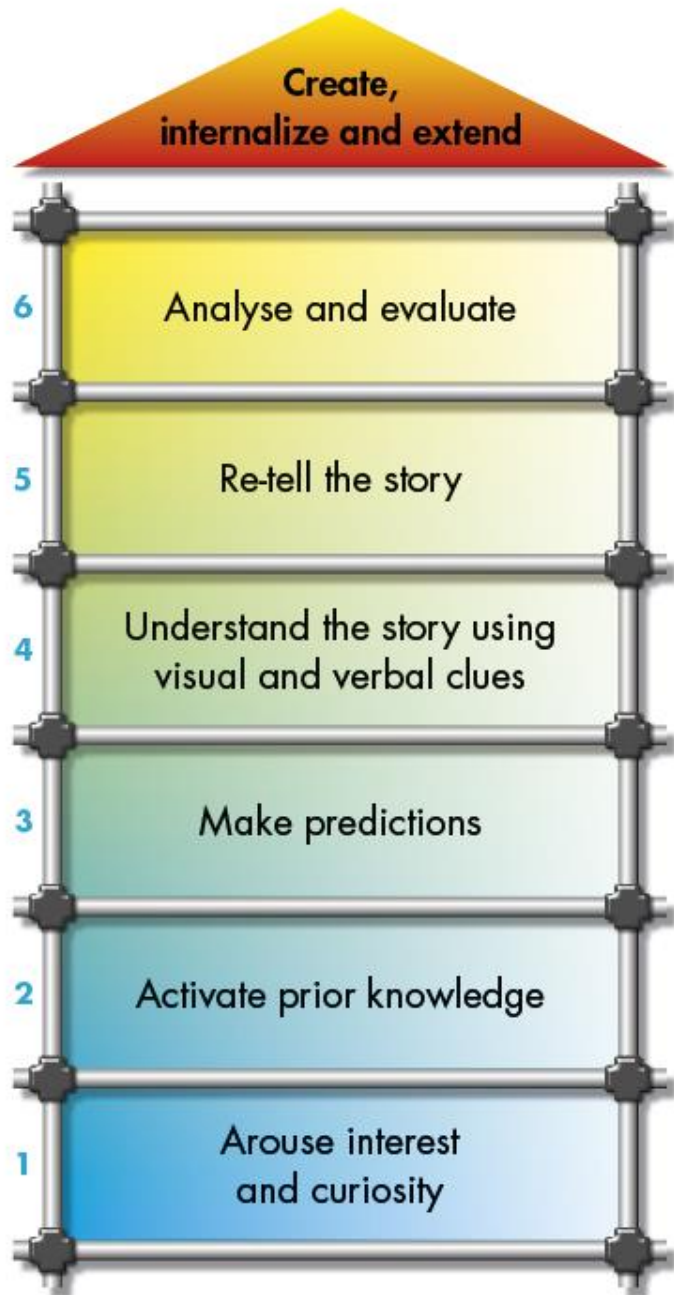 Create,
internalize and extend
6
Analyse and evaluate
5
Re-tell the story
4
Understand the story using
visual and verbal clues
3
Make predictions
2
Activate prior knowledge
1
Arouse interest
and curiosity